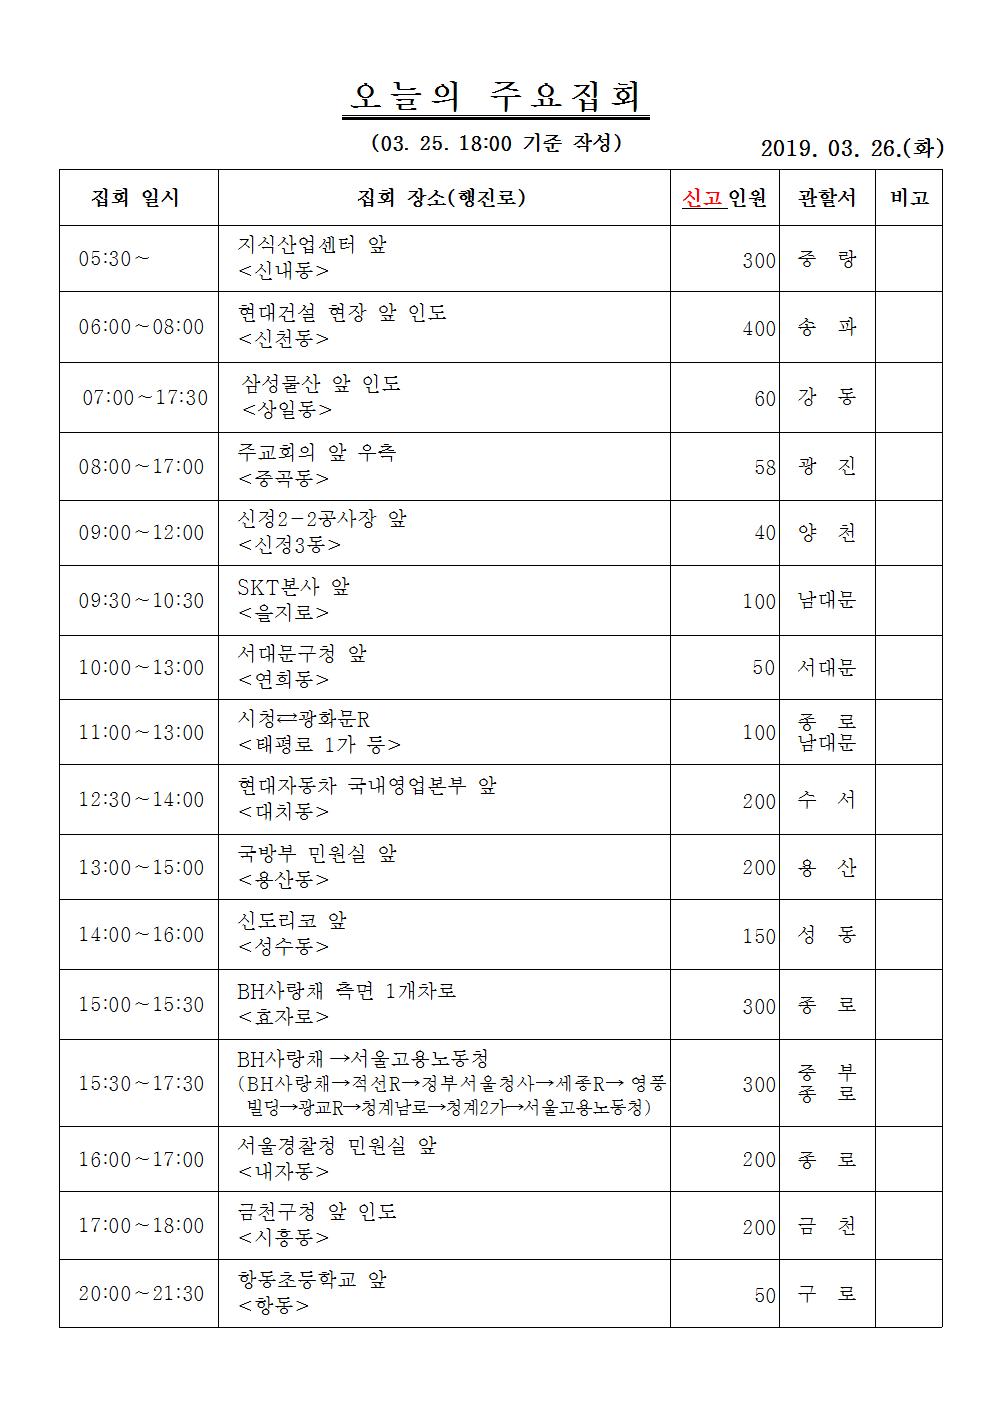 오늘의 주요집회
(03. 25. 18:00 기준 작성)
2019. 03. 26.(화)
집회 일시 집회 장소(행진로) 신고인원 관할서 비고
05:30~ 지식산업센터 앞 <신내동> 300 중 랑
06:00~08:00 현대건설 현장 앞 인도 <신천동> 400 송 파
07:00~17:30 삼성물산 앞 인도 <상일동> 60 강 동
08:00~17:00 주교회의 앞 우측 <중곡동> 58 광 진
09:00~12:00 신정2-2공사장 앞 <신정3동> 40 양 천
09:30~10:30 SKT본사 앞 <을지로> 100 남대문
10:00~13:00 서대문구청 앞 <연희동> 50 서대문
11:00~13:00 시청⇄광화문R <태평로 1가 등> 100 종 로 남대문
12:30~14:00 현대자동차 국내영업본부 앞 <대치동> 200 수 서
13:00~15:00 국방부 민원실 앞 <용산동> 200 용 산
14:00~16:00 신도리코 앞 <성수동> 150 성 동
15:00~15:30 BH사랑채 측면 1개차로 <효자로> 300 종 로
15:30~17:30 BH사랑채→서울고용노동청 (BH사랑채→적선R→정부서울청사→세종R→ 영풍빌딩→광교R→청계남로→청계2가→서울고용노동청) 300 중 부 종 로
16:00~17:00 서울경찰청 민원실 앞 <내자동> 200 종 로
17:00~18:00 금천구청 앞 인도 <시흥동> 200 금 천
20:00~21:30 항동초등학교 앞 <항동> 50 구 로